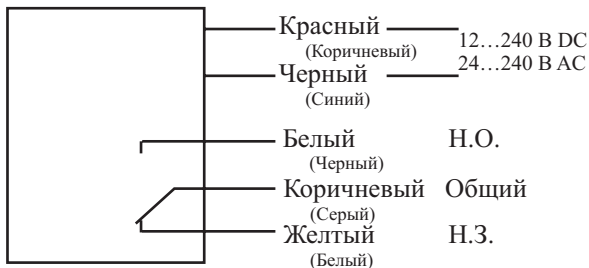 Красный
(Коричневый)
12…240 В DC
24…240 В AC
Черный
(Синий)
Белый Н.О.
(Черный)
Коричневый Общий
(Серый)
Желтый Н.З.
(Белый)